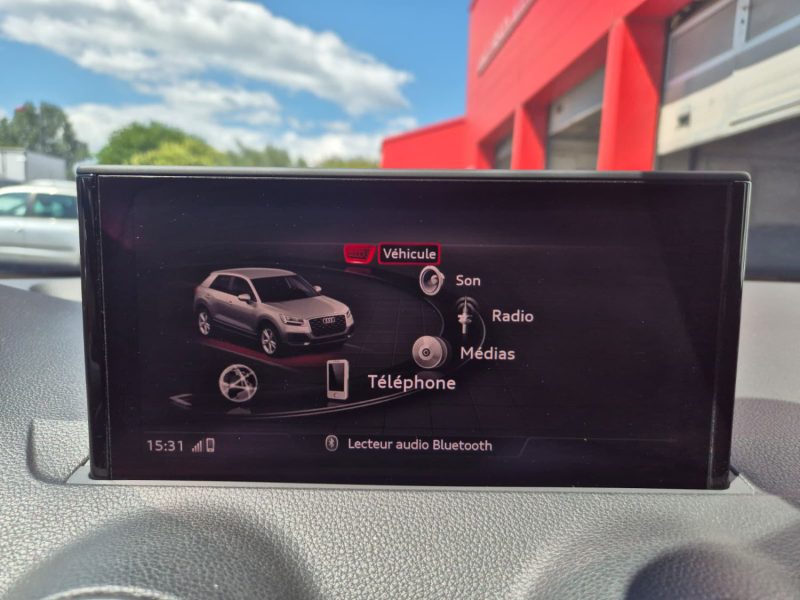 Véhicule
Son
Radio
Médias
Téléphone
15:31
Lecteur audio Bluetooth